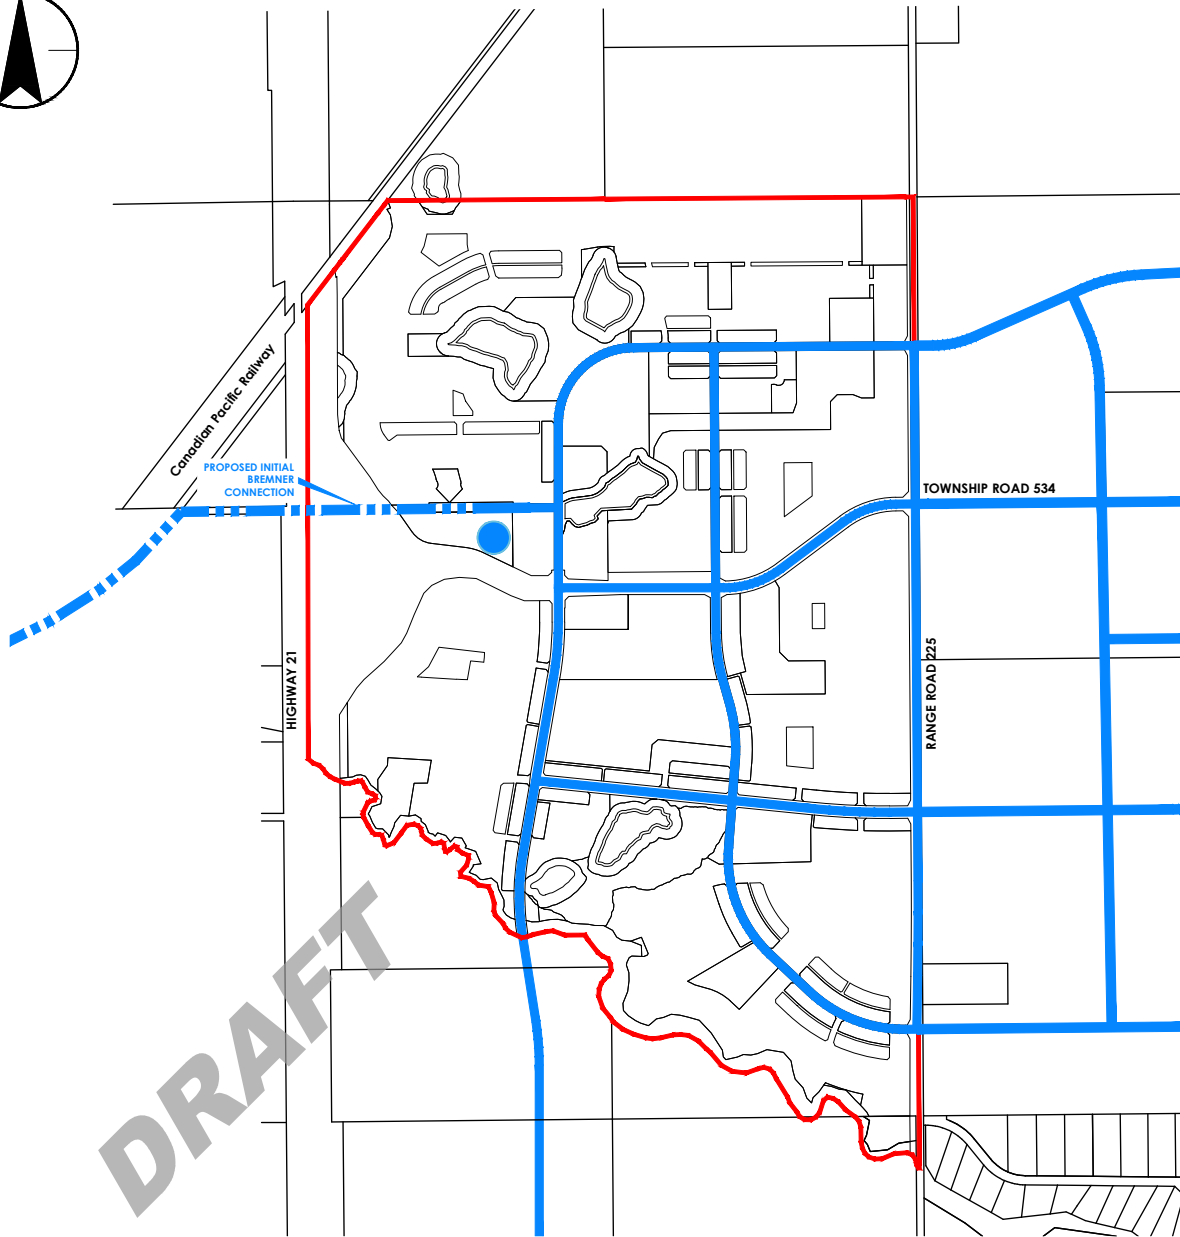 Canadian Pacific Railway
PROPOSED INITIAL
BREMNER
CONNECTION
TOWNSHIP ROAD 534
HIGHWAY 21
RANGE ROAD 225
DRAFT